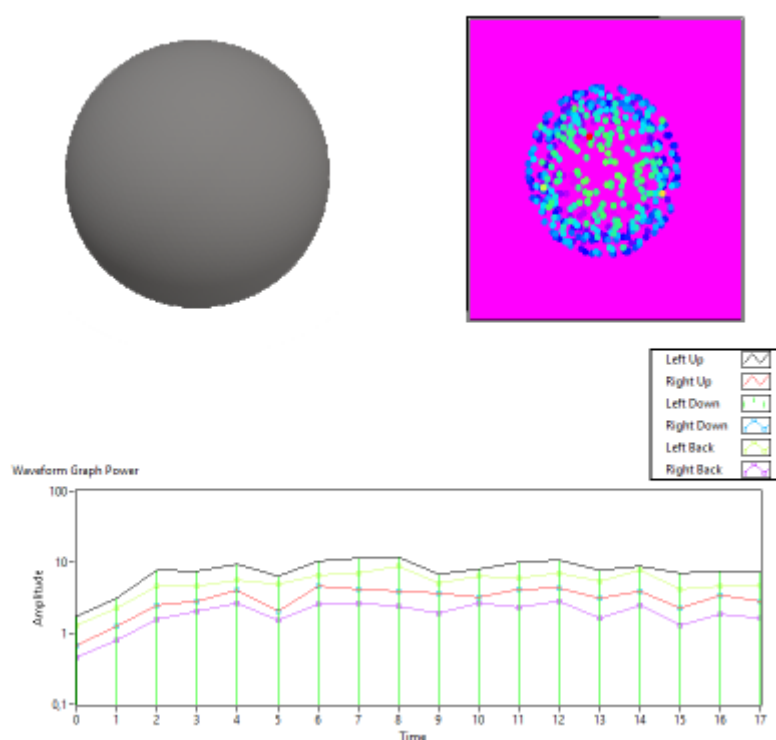 Left Up
Right Up
Left Down
Right Down
Left Back
Right Back
Waveform Graph Power
100
10
1
0,1
Amplitude
0 1 2 3 4 5 6 7 8 9 10 11 12 13 14 15 16 17
Time